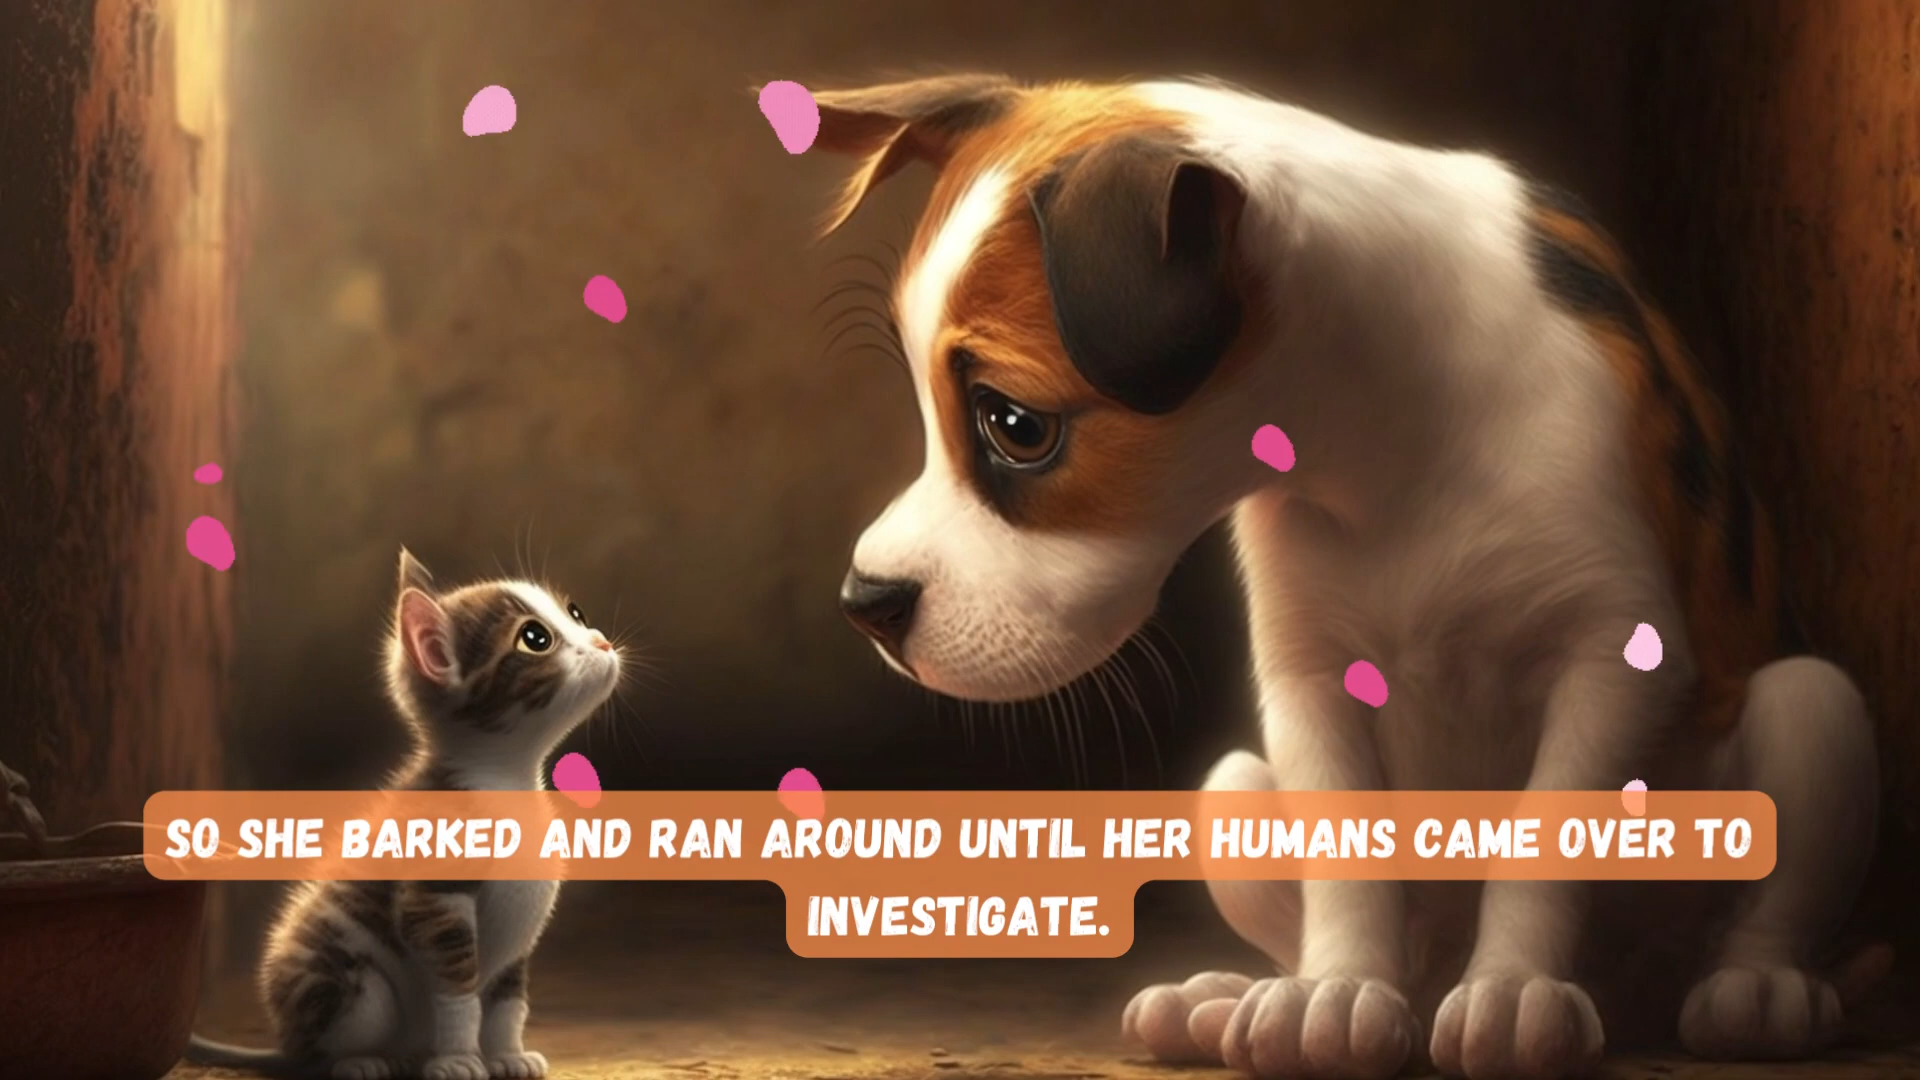 SO SHE BARKED AND RAN AROUND UNTIL HER HUMANS CAME OVER TO
INVESTIGATE.